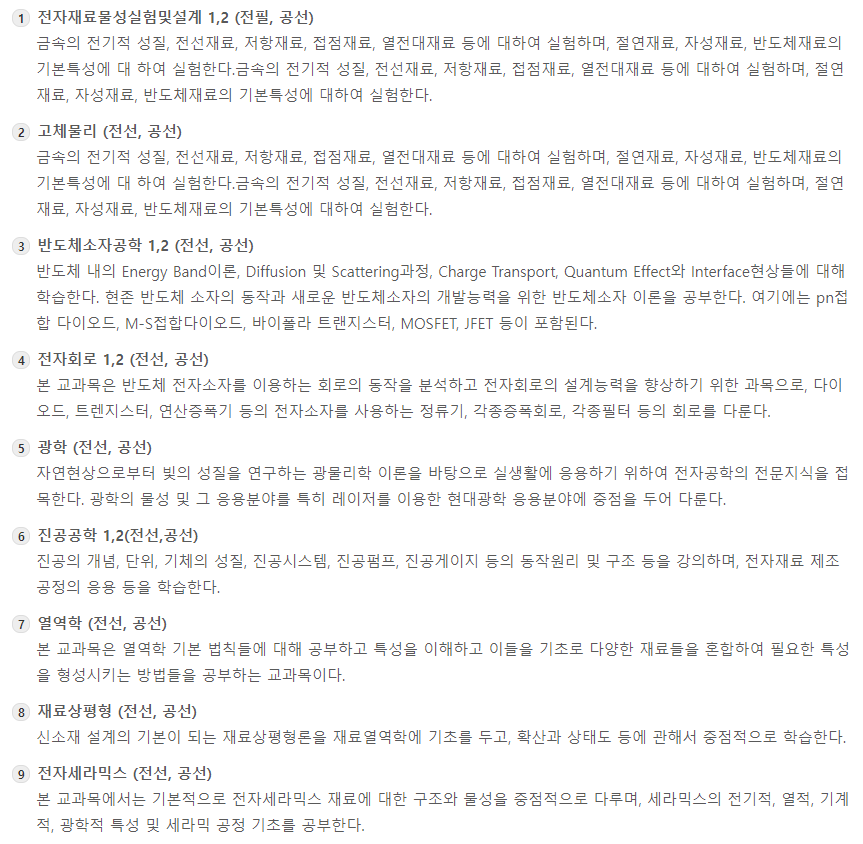 1 전자재료물성실험및설계 1,2 (전필, 공선)
금속의 전기적 성질, 전선재료, 저항재료, 접점재료, 열전대재료 등에 대하여 실험하며, 절연재료, 자성재료, 반도체재료의
기본특성에 대 하여 실험한다.금속의 전기적 성질, 전선재료, 저항재료, 접점재료, 열전대재료 등에 대하여 실험하며, 절연
재료, 자성재료, 반도체재료의 기본특성에 대하여 실험한다.
2 고체물리 (전선, 공선)
금속의 전기적 성질, 전선재료, 저항재료, 접점재료, 열전대재료 등에 대하여 실험하며, 절연재료, 자성재료, 반도체재료의
기본특성에 대 하여 실험한다.금속의 전기적 성질, 전선재료, 저항재료, 접점재료, 열전대재료 등에 대하여 실험하며, 절연
재료, 자성재료, 반도체재료의 기본특성에 대하여 실험한다.
3 반도체소자공학 1,2 (전선, 공선)
반도체 내의 Energy Band이론, Diffusion 및 Scattering과정, Charge Transport, Quantum Effect와 Interface현상들에 대해
학습한다. 현존 반도체 소자의 동작과 새로운 반도체소자의 개발능력을 위한 반도체소자 이론을 공부한다. 여기에는 pn접
합 다이오드, M-S접합다이오드, 바이폴라 트랜지스터, MOSFET, JFET 등이 포함된다.
4 전자회로 1,2 (전선, 공선)
본 교과목은 반도체 전자소자를 이용하는 회로의 동작을 분석하고 전자회로의 설계능력을 향상하기 위한 과목으로, 다이
오드, 트렌지스터, 연산증폭기 등의 전자소자를 사용하는 정류기, 각종증폭회로, 각종필터 등의 회로를 다룬다.
5 광학 (전선, 공선)
자연현상으로부터 빛의 성질을 연구하는 광물리학 이론을 바탕으로 실생활에 응용하기 위하여 전자공학의 전문지식을 접
목한다. 광학의 물성 및 그 응용분야를 특히 레이저를 이용한 현대광학 응용분야에 중점을 두어 다룬다.
6 진공공학 1,2(전선,공선)
진공의 개념, 단위, 기체의 성질, 진공시스템, 진공펌프, 진공게이지 등의 동작원리 및 구조 등을 강의하며, 전자재료 제조
공정의 응용 등을 학습한다.
7 열역학 (전선, 공선)
본 교과목은 열역학 기본 법칙들에 대해 공부하고 특성을 이해하고 이들을 기초로 다양한 재료들을 혼합하여 필요한 특성
을 형성시키는 방법들을 공부하는 교과목이다.
8 재료상평형 (전선, 공선)
신소재 설계의 기본이 되는 재료상평형론을 재료열역학에 기초를 두고, 확산과 상태도 등에 관해서 중점적으로 학습한다.
9 전자세라믹스 (전선, 공선)
본 교과목에서는 기본적으로 전자세라믹스 재료에 대한 구조와 물성을 중점적으로 다루며, 세라믹스의 전기적, 열적, 기계
적, 광학적 특성 및 세라믹 공정 기초를 공부한다.